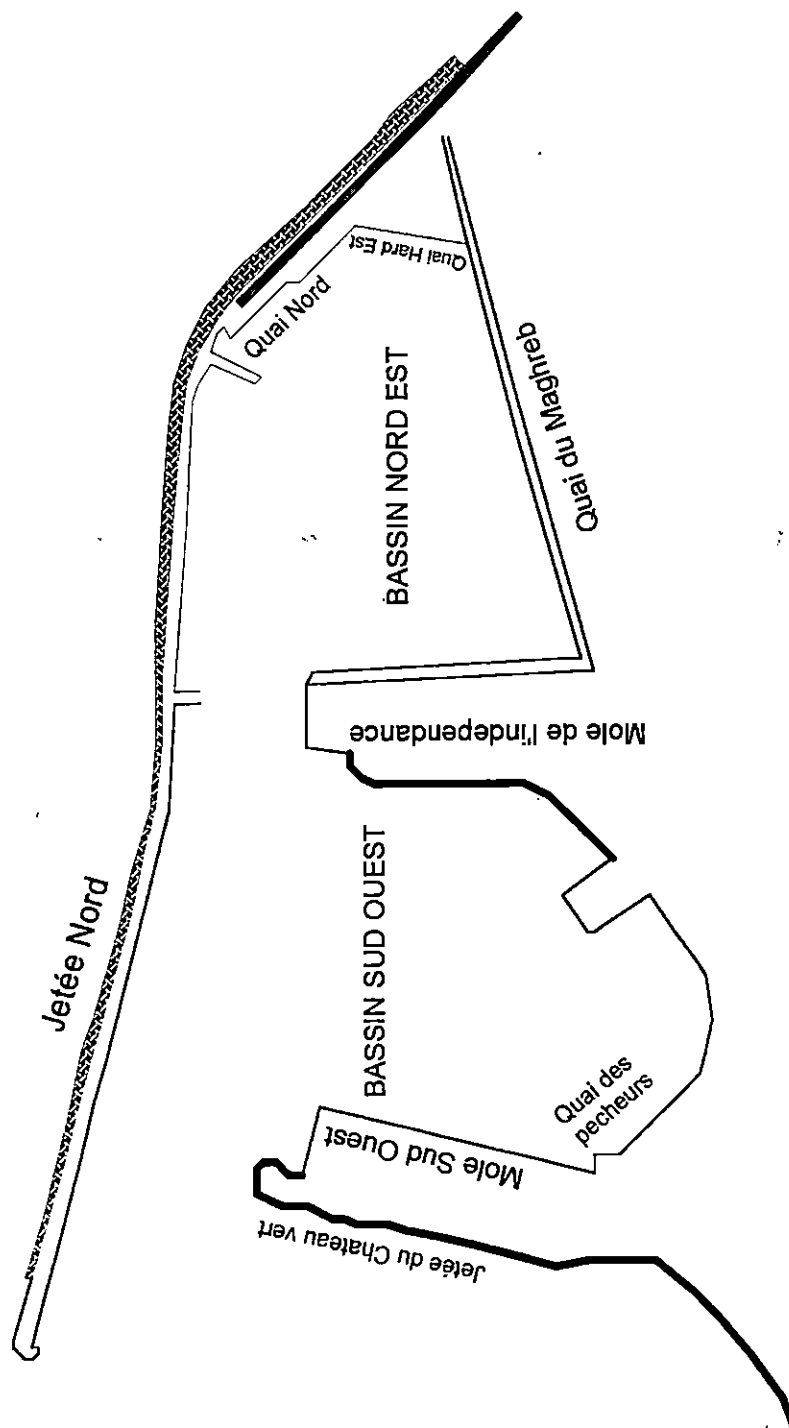 Jetée Nord
Quai Nord
Quai Hard Est
BASSIN NORD EST
Quai du Maghreb
Mole de l'independance
BASSIN SUD OUEST
Quai des
pecheurs
Mole Sud Ouest
Jetée du Chateau vert